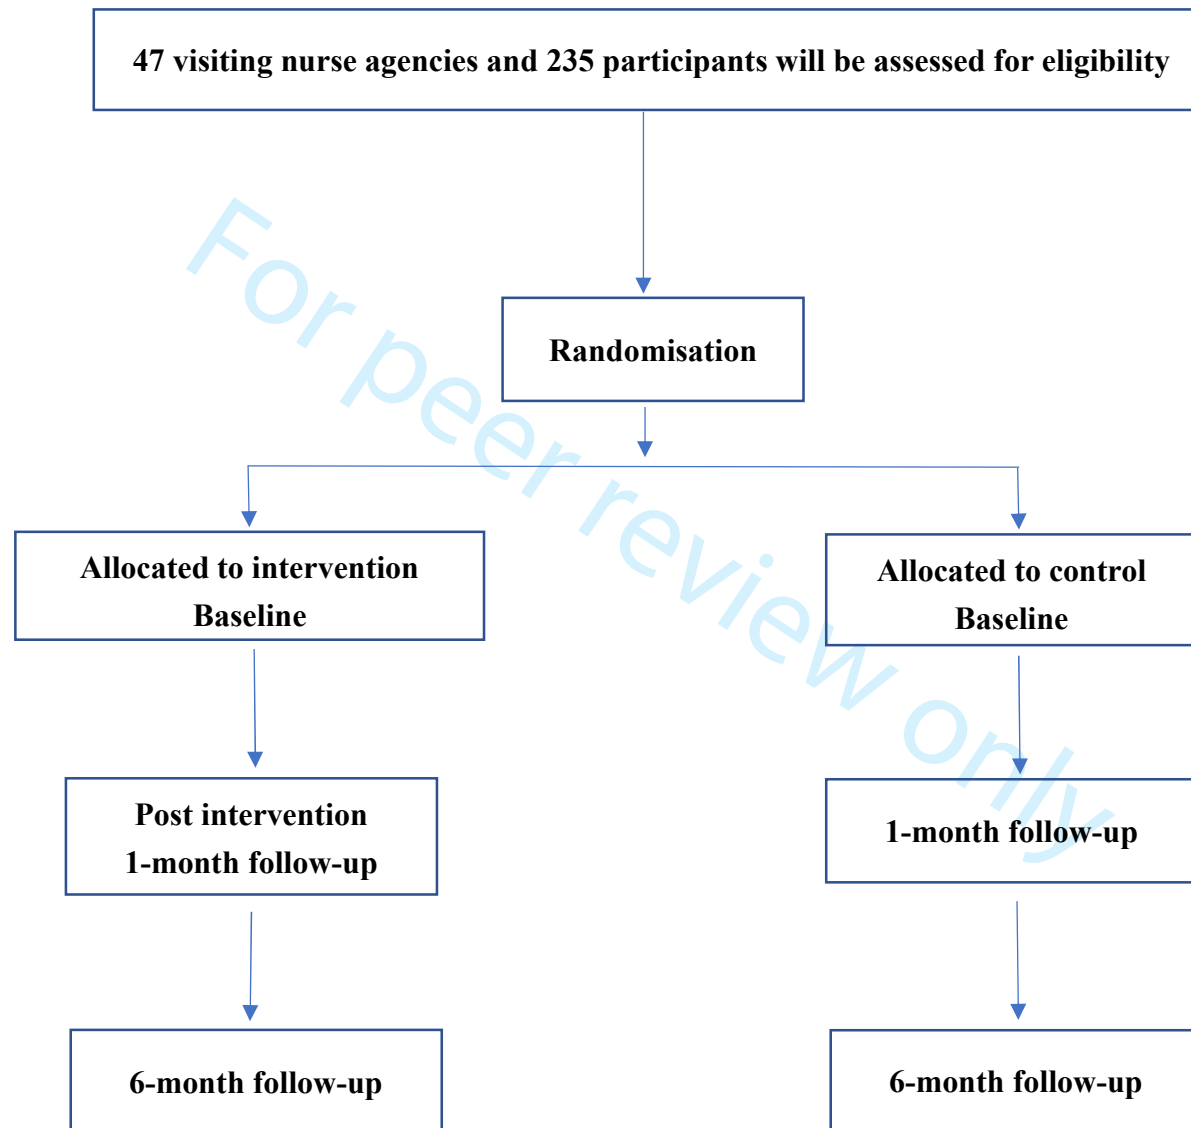 47 visiting nurse agencies and 235 participants will be assessed for eligibility
Randomisation
Allocated to intervention
Baseline
Allocated to control
Baseline
Post intervention
1-month follow-up
1-month follow-up
6-month follow-up
6-month follow-up
For peer review only